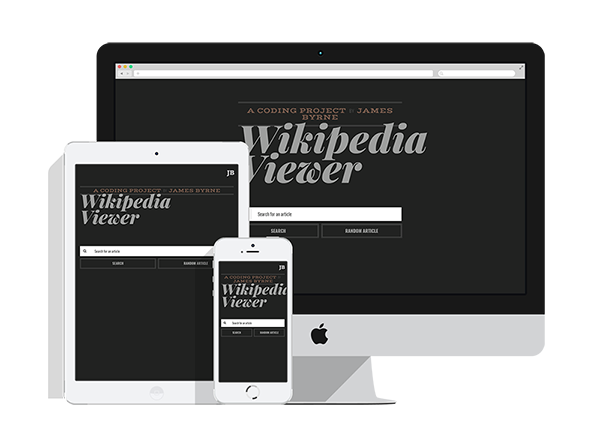 A CODING PROJECT
JAMES
BYRNE
Wikipedia
Viewer
Search for an article
SEARCH
RANDOM ARTICLE
JB
A CODING PROJECT
JAMES BYRNE
Wikipedia
Viewer
Search for an article
SEARCH
RANDOM ARTICLE
JB
A CODING PROJECT
JAMES BYRNE
Wikipedia
Viewer
Search for an article
SEARCH
RANDOM ARTICLE